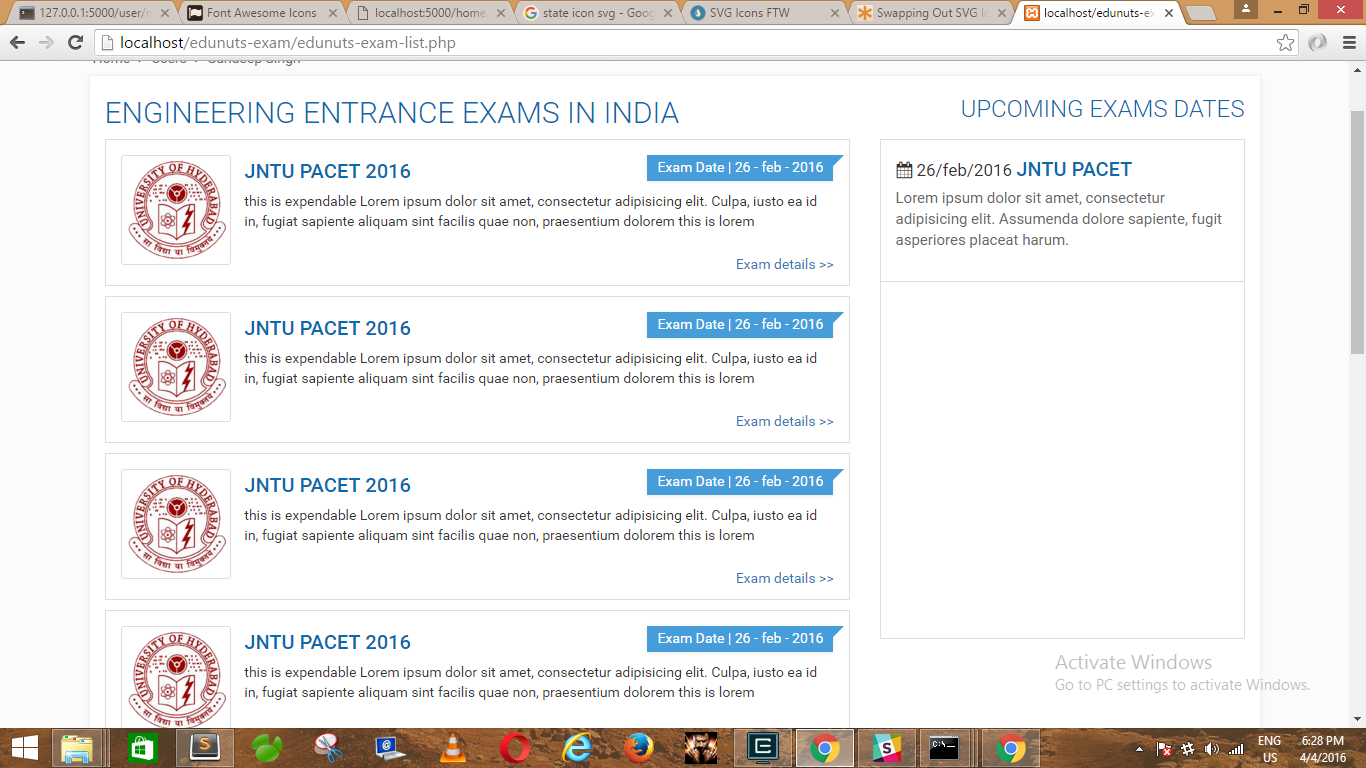 127.0.0.1:5000/user/
Font Awesome Icons
localhost:5000/home
state icon svg - Goog
SVG Icons FTW
Swapping Out SVG Ic
localhost/edunuts-ex
localhost/edunuts-exam/edunuts-exam-list.php
Home > Users > Sundeep Singh
ENGINEERING ENTRANCE EXAMS IN INDIA
JNTU PACET 2016
Exam Date | 26 - feb - 2016
this is expendable Lorem ipsum dolor sit amet, consectetur adipisicing elit. Culpa, iusto ea id
in, fugiat sapiente aliquam sint facilis quae non, praesentium dolorem this is lorem
Exam details >>
UNIVERSITY OF HYDERABAD
सा विद्या या विमुक्तये
JNTU PACET 2016
Exam Date | 26 - feb - 2016
this is expendable Lorem ipsum dolor sit amet, consectetur adipisicing elit. Culpa, iusto ea id
in, fugiat sapiente aliquam sint facilis quae non, praesentium dolorem this is lorem
Exam details >>
UNIVERSITY OF HYDERABAD
सा विद्या या विमुक्तये
JNTU PACET 2016
Exam Date | 26 - feb - 2016
this is expendable Lorem ipsum dolor sit amet, consectetur adipisicing elit. Culpa, iusto ea id
in, fugiat sapiente aliquam sint facilis quae non, praesentium dolorem this is lorem
Exam details >>
UNIVERSITY OF HYDERABAD
सा विद्या या विमुक्तये
JNTU PACET 2016
Exam Date | 26 - feb - 2016
this is expendable Lorem ipsum dolor sit amet, consectetur adipisicing elit. Culpa, iusto ea id
in, fugiat sapiente aliquam sint facilis quae non, praesentium dolorem this is lorem
UNIVERSITY OF HYDERABAD
UPCOMING EXAMS DATES
26/feb/2016 JNTU PACET
Lorem ipsum dolor sit amet, consectetur
adipisicing elit. Assumenda dolore sapiente, fugit
asperiores placeat harum.
Activate Windows
Go to PC settings to activate Windows.
ENG
US
6:28 PM
4/4/2016